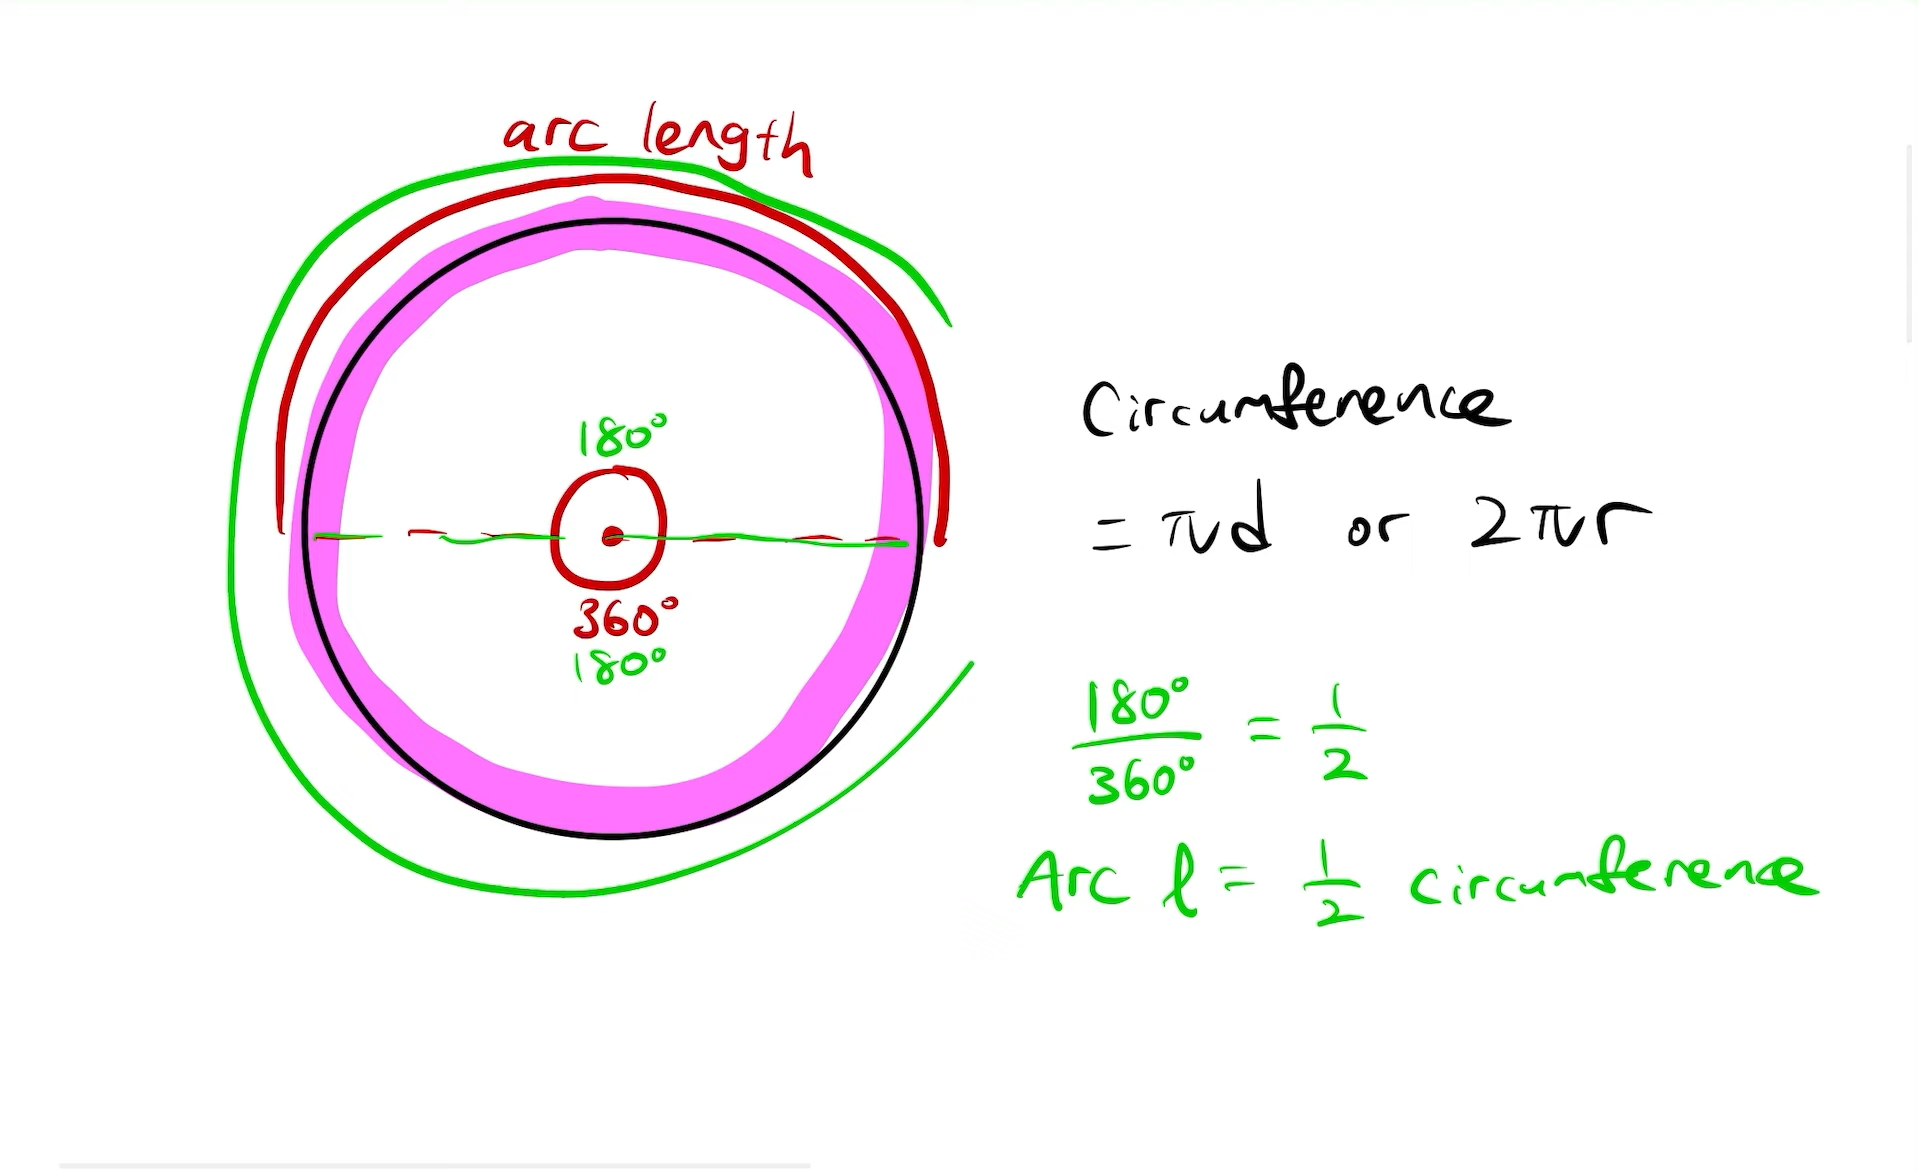 arc length
180°
360°
180°
Circumference
= πd or 2πr
180°/360° = 1/2
Arc l = 1/2 circumference